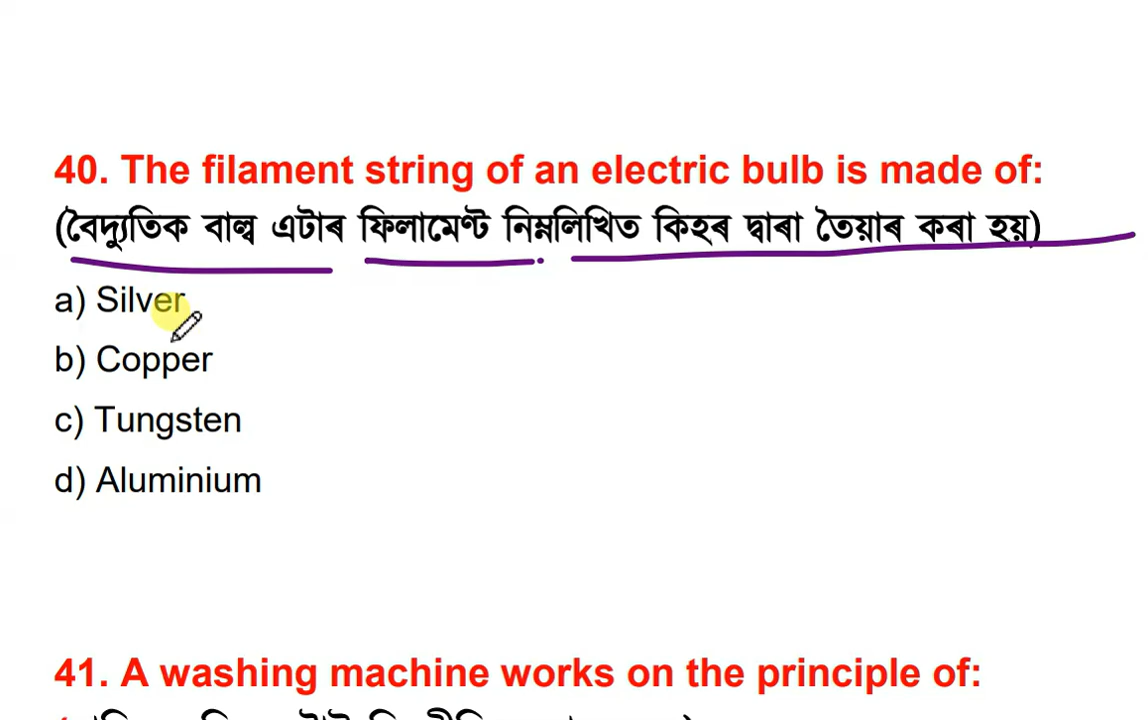 40. The filament string of an electric bulb is made of:
(বৈদ্যুতিক বাল্ব এটাৰ ফিলামেণ্ট নিম্নলিখিত কিহৰ দ্বাৰা তৈয়াৰ কৰা হয়)
a) Silver
b) Copper
c) Tungsten
d) Aluminium
41. A washing machine works on the principle of: